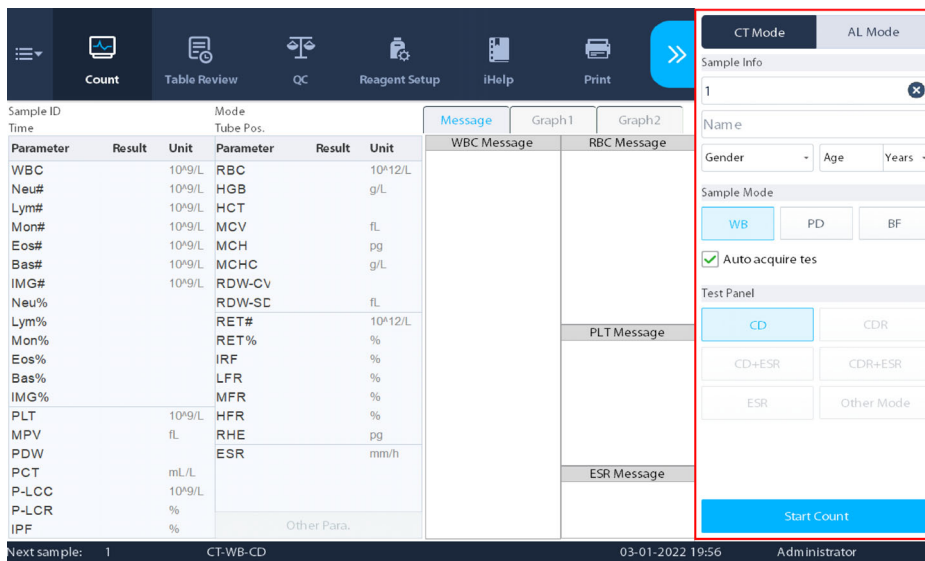 Count
Table Review
QC
Reagent Setup
iHelp
Print
Sample ID
Time
Mode
Tube Pos.
Parameter Result Unit Parameter Result Unit
WBC 10^9/L RBC 10^12/L
Neu# 10^9/L HGB g/L
Lym# 10^9/L HCT
Mon# 10^9/L MCV fL
Eos# 10^9/L MCH pg
Bas# 10^9/L MCHC g/L
IMG# 10^9/L RDW-CV
Neu% RDW-SD fL
Lym% RET# 10^12/L
Mon% RET% %
Eos% IRF %
Bas% LFR %
IMG% MFR %
PLT 10^9/L HFR %
MPV fL RHE pg
PDW ESR mm/h
PCT mL/L
P-LCC 10^9/L
P-LCR %
IPF %
Other Para.
Message Graph1 Graph2
WBC Message RBC Message
PLT Message
ESR Message
CT Mode AL Mode
Sample Info
1
Name
Gender Age Years
Sample Mode
WB PD BF
Auto acquire tes
Test Panel
CD CDR
CD+ESR CDR+ESR
ESR Other Mode
Start Count
Next sample: 1 CT-WB-CD 03-01-2022 19:56 Administrator